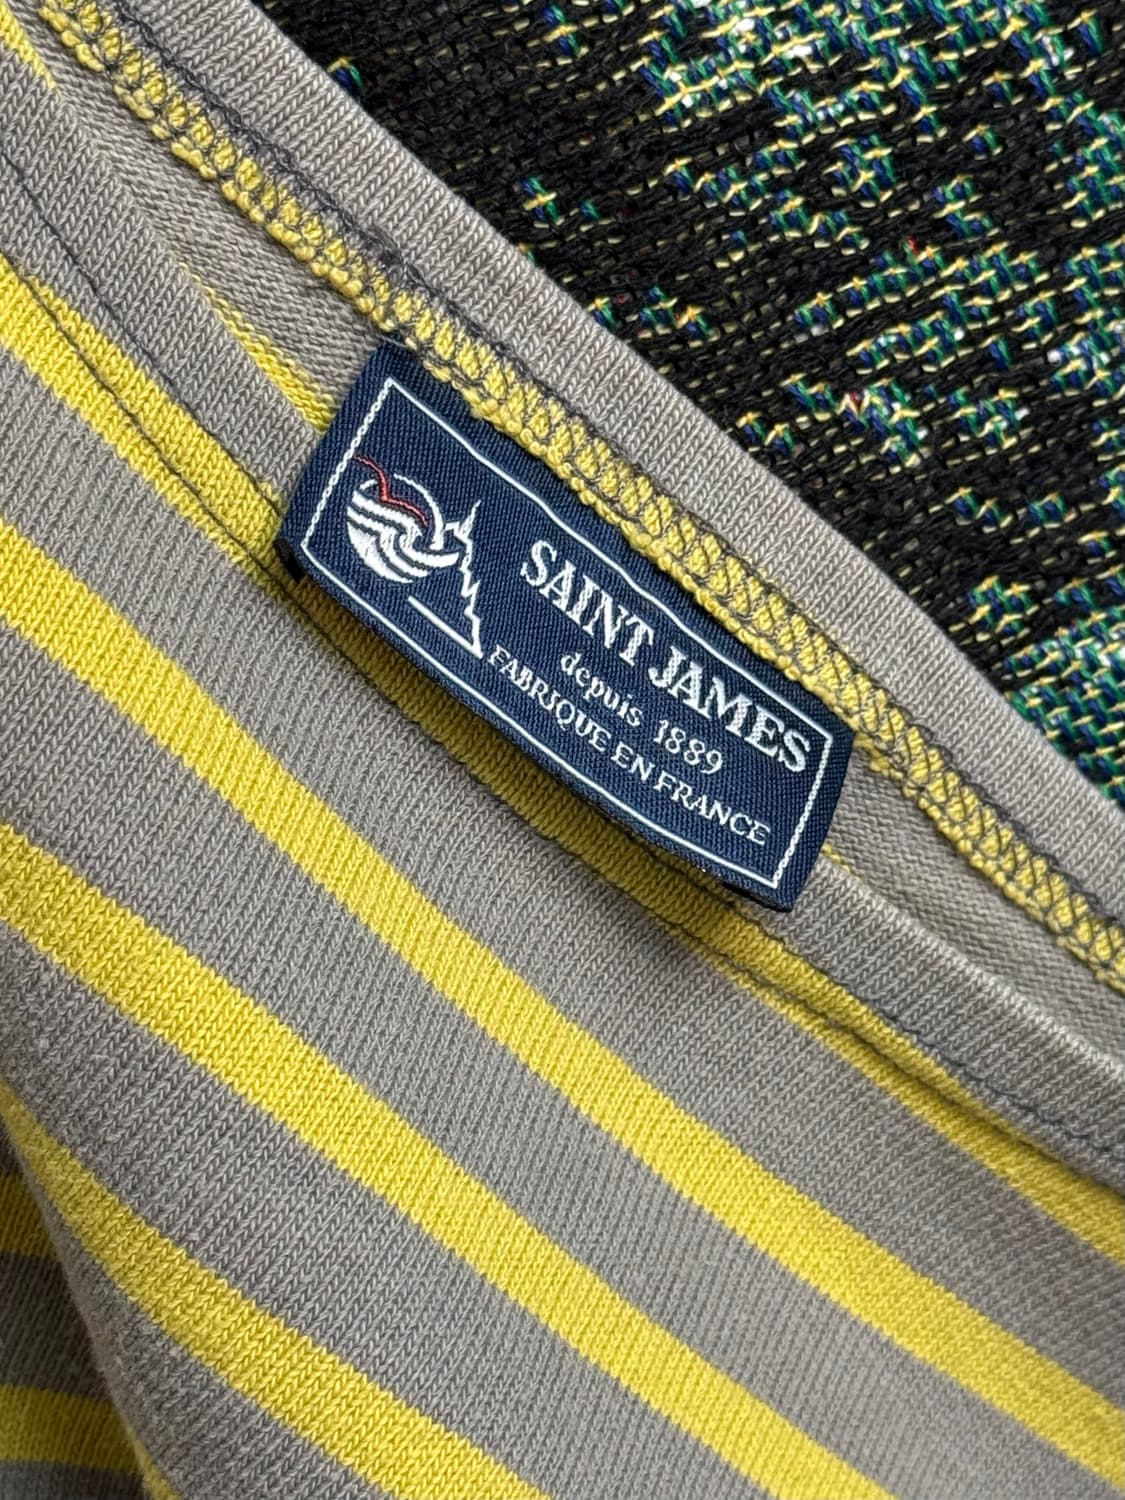 SAINT JAMES
depuis 1889
FABRIQUE EN FRANCE